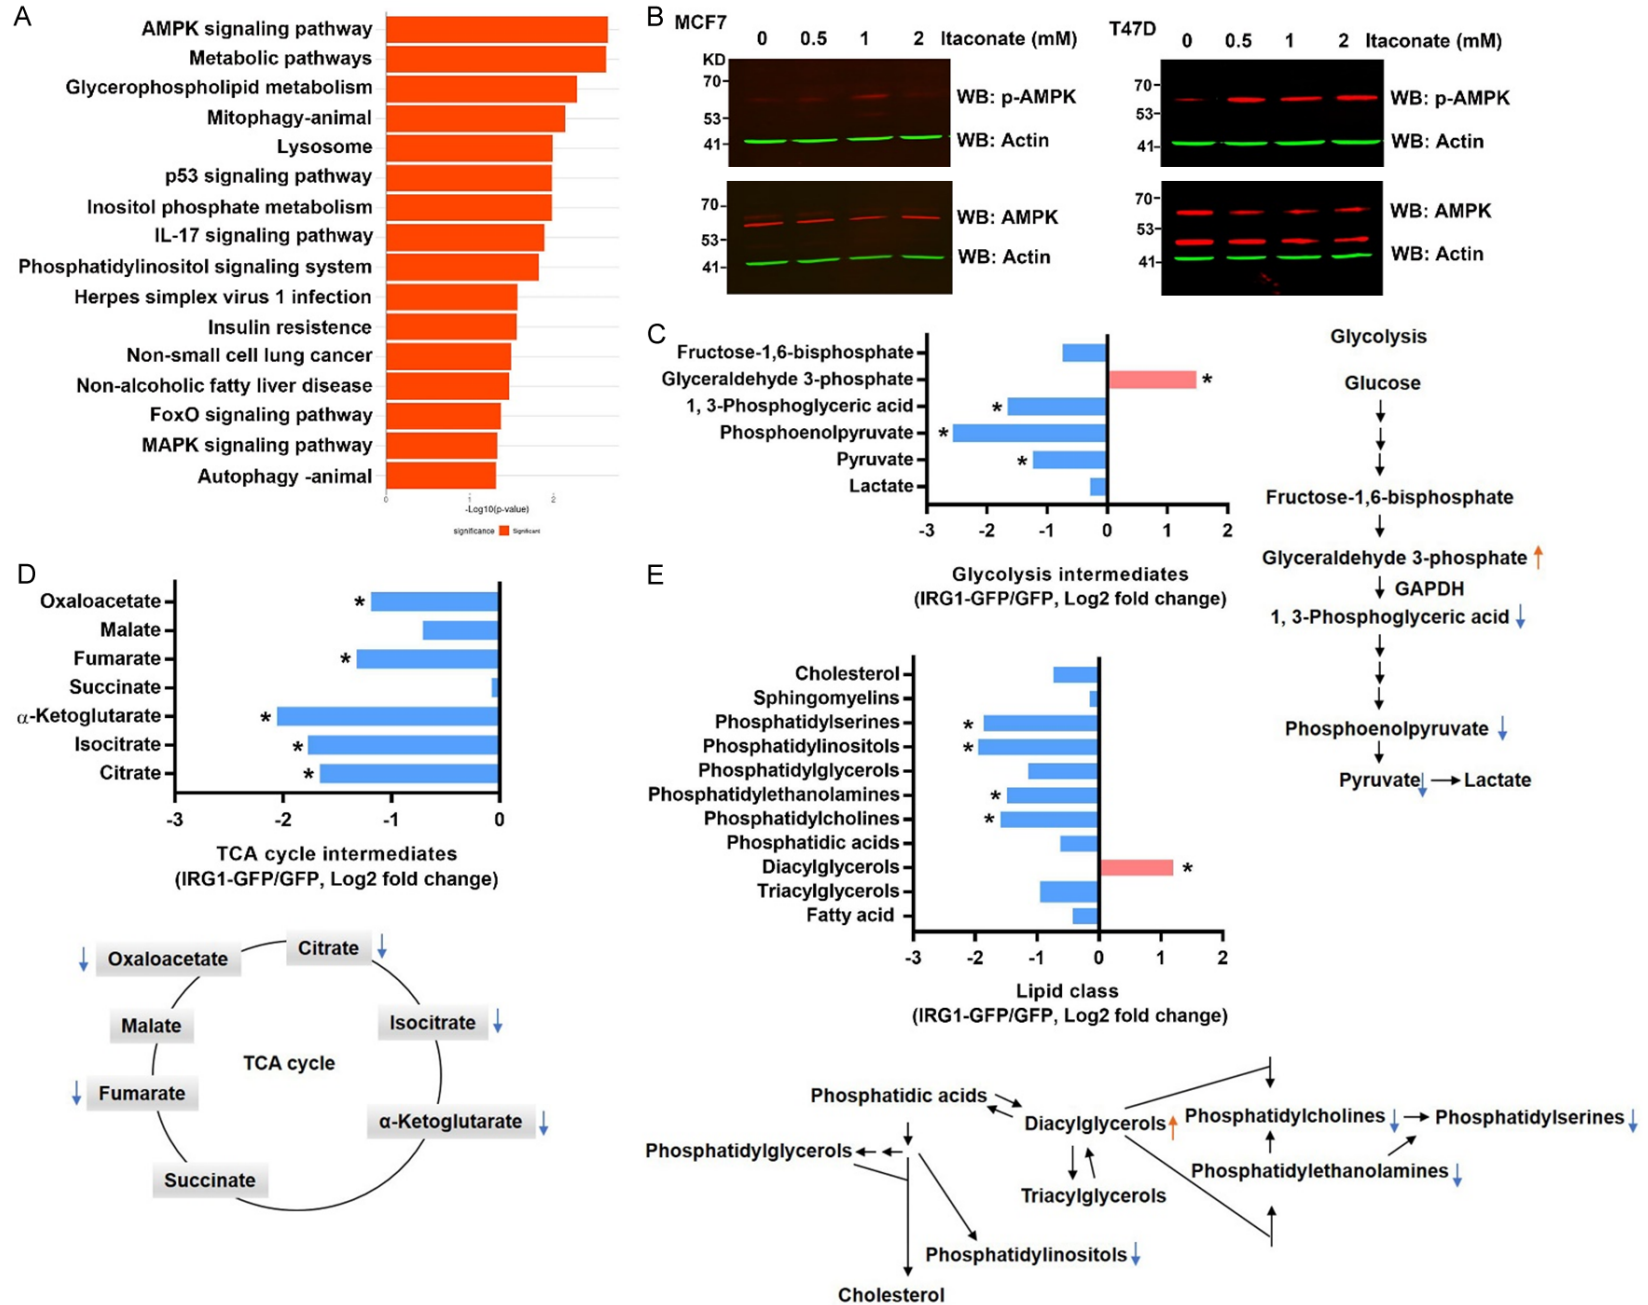 A
AMPK signaling pathway
Metabolic pathways
Glycerophospholipid metabolism
Mitophagy-animal
Lysosome
p53 signaling pathway
Inositol phosphate metabolism
IL-17 signaling pathway
Phosphatidylinositol signaling system
Herpes simplex virus 1 infection
Insulin resistence
Non-small cell lung cancer
Non-alcoholic fatty liver disease
FoxO signaling pathway
MAPK signaling pathway
Autophagy -animal
0 1 2
-Log10(p-value)
significance Significant
B
MCF7
0 0.5 1 2 Itaconate (mM)
KD
70
53
41
WB: p-AMPK
WB: Actin
70
53
41
WB: AMPK
WB: Actin
T47D
0 0.5 1 2 Itaconate (mM)
70
53
41
WB: p-AMPK
WB: Actin
70
53
41
WB: AMPK
WB: Actin
C
Fructose-1,6-bisphosphate
Glyceraldehyde 3-phosphate *
1, 3-Phosphoglyceric acid *
Phosphoenolpyruvate *
Pyruvate *
Lactate
-3 -2 -1 0 1 2
Glycolysis intermediates
(IRG1-GFP/GFP, Log2 fold change)
Glycolysis
Glucose
Fructose-1,6-bisphosphate
Glyceraldehyde 3-phosphate
GAPDH
1, 3-Phosphoglyceric acid
Phosphoenolpyruvate
Pyruvate Lactate
D
Oxaloacetate *
Malate
Fumarate *
Succinate
α-Ketoglutarate *
Isocitrate *
Citrate *
-3 -2 -1 0
TCA cycle intermediates
(IRG1-GFP/GFP, Log2 fold change)
Citrate
Oxaloacetate
Isocitrate
Malate
TCA cycle
Fumarate
α-Ketoglutarate
Succinate
E
Cholesterol
Sphingomyelins
Phosphatidylserines *
Phosphatidylinositols *
Phosphatidylglycerols
Phosphatidylethanolamines *
Phosphatidylcholines *
Phosphatidic acids
Diacylglycerols *
Triacylglycerols
Fatty acid
-3 -2 -1 0 1 2
Lipid class
(IRG1-GFP/GFP, Log2 fold change)
Phosphatidic acids
Diacylglycerols
Phosphatidylcholines
Phosphatidylserines
Phosphatidylglycerols
Phosphatidylethanolamines
Triacylglycerols
Phosphatidylinositols
Cholesterol